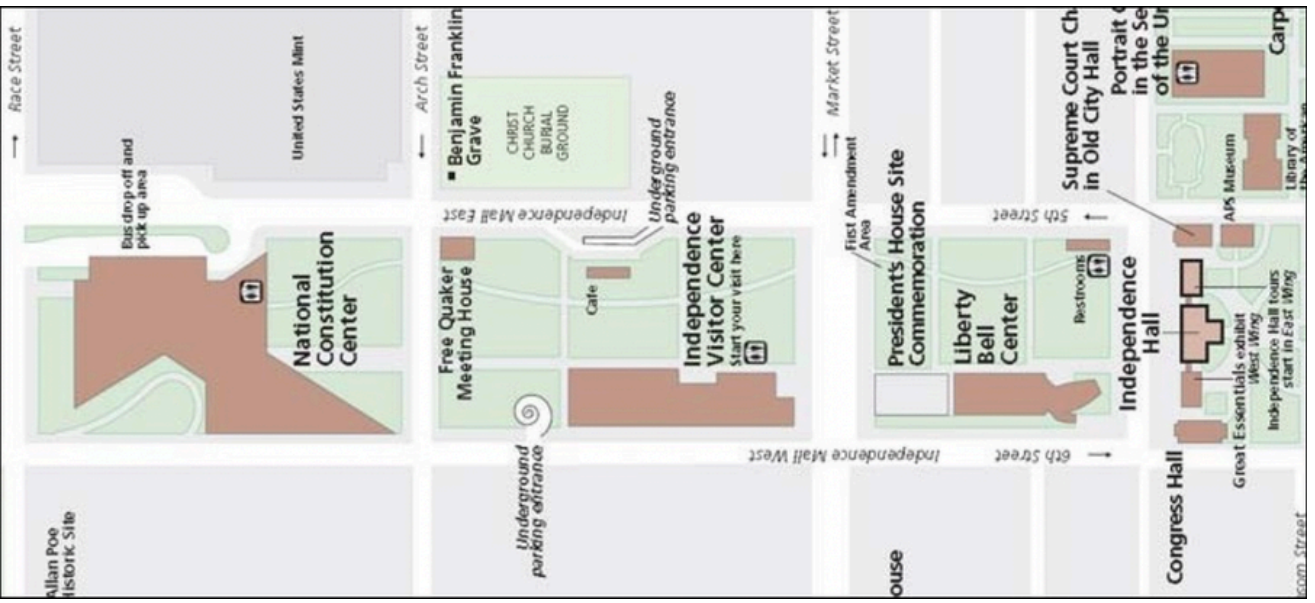 Race Street
United States Mint
Bus drop off and
pick up area
National
Constitution
Center
Allan Poe
Historic Site
Arch Street
Benjamin Franklin
Grave
CHRIST
CHURCH
BURIAL
GROUND
Independence Mall East
Underground
parking entrance
Free Quaker
Meeting House
Cafe
Independence
Visitor Center
Start your visit here
Underground
parking entrance
Independence Mall West
Market Street
First Amendment
Area
President's House Site
Commemoration
Liberty
Bell
Center
5th Street
Restrooms
6th Street
ouse
Supreme Court Ch
in Old City Hall
Portrait G
in the Se
of the Un
Carpe
APS Museum
Library of
Independence
Hall
Great Essentials exhibit
West Wing
Independence Hall tours
start in East Wing
Congress Hall
Street